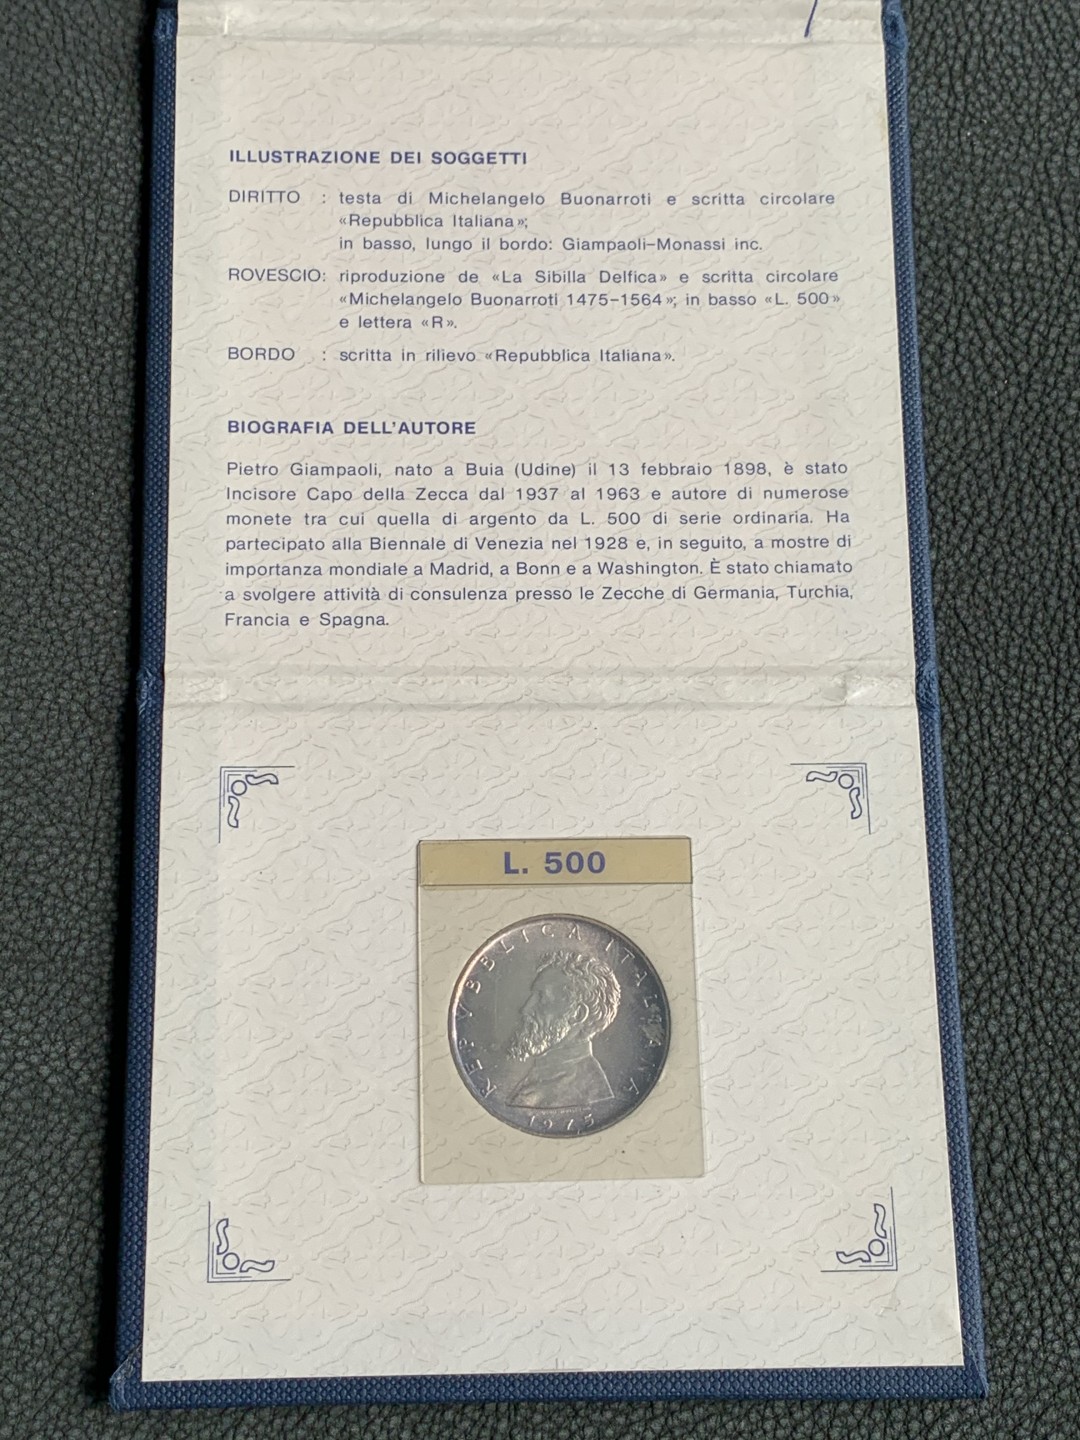 ILLUSTRAZIONE DEI SOGGETTI
DIRITTO : testa di Michelangelo Buonarroti e scritta circolare
«Repubblica Italiana»;
in basso, lungo il bordo: Giampaoli-Monassi inc.
ROVESCIO: riproduzione de «La Sibilla Delfica» e scritta circolare
«Michelangelo Buonarroti 1475-1564»; in basso «L. 500»
e lettera «R».
BORDO : scritta in rilievo «Repubblica Italiana».
BIOGRAFIA DELL'AUTORE
Pietro Giampaoli, nato a Buia (Udine) il 13 febbraio 1898, è stato
Incisore Capo della Zecca dal 1937 al 1963 e autore di numerose
monete tra cui quella di argento da L. 500 di serie ordinaria. Ha
partecipato alla Biennale di Venezia nel 1928 e, in seguito, a mostre di
importanza mondiale a Madrid, a Bonn e a Washington. È stato chiamato
a svolgere attività di consulenza presso le Zecche di Germania, Turchia,
Francia e Spagna.
L. 500
REPVBBLICA ITALIANA
1975